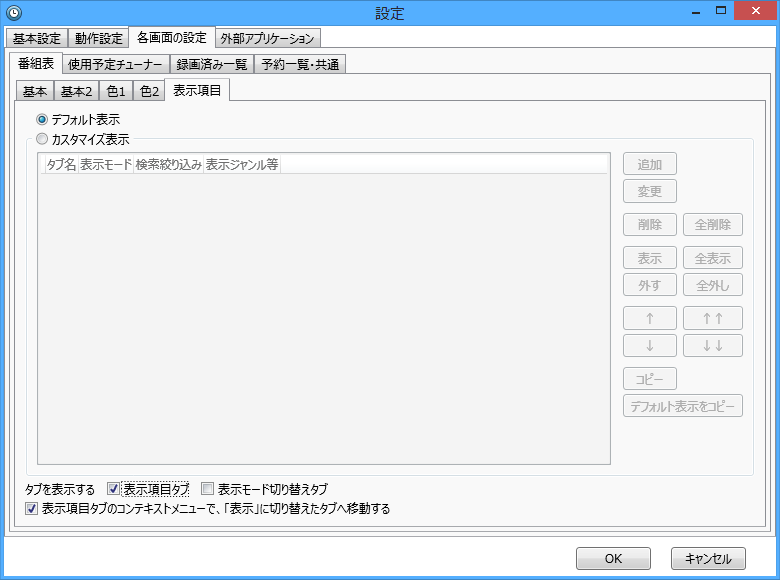 設定
基本設定 動作設定 各画面の設定 外部アプリケーション
番組表 使用予定チューナー 録画済み一覧 予約一覧・共通
基本 基本2 色1 色2 表示項目
デフォルト表示
カスタマイズ表示
タブ名 表示モード 検索絞り込み 表示ジャンル等
追加
変更
削除 全削除
表示 全表示
外す 全外し
↑ ↑↑
↓ ↓↓
コピー
デフォルト表示をコピー
タブを表示する 表示項目タブ 表示モード切り替えタブ
表示項目タブのコンテキストメニューで、「表示」に切り替えたタブへ移動する
OK キャンセル